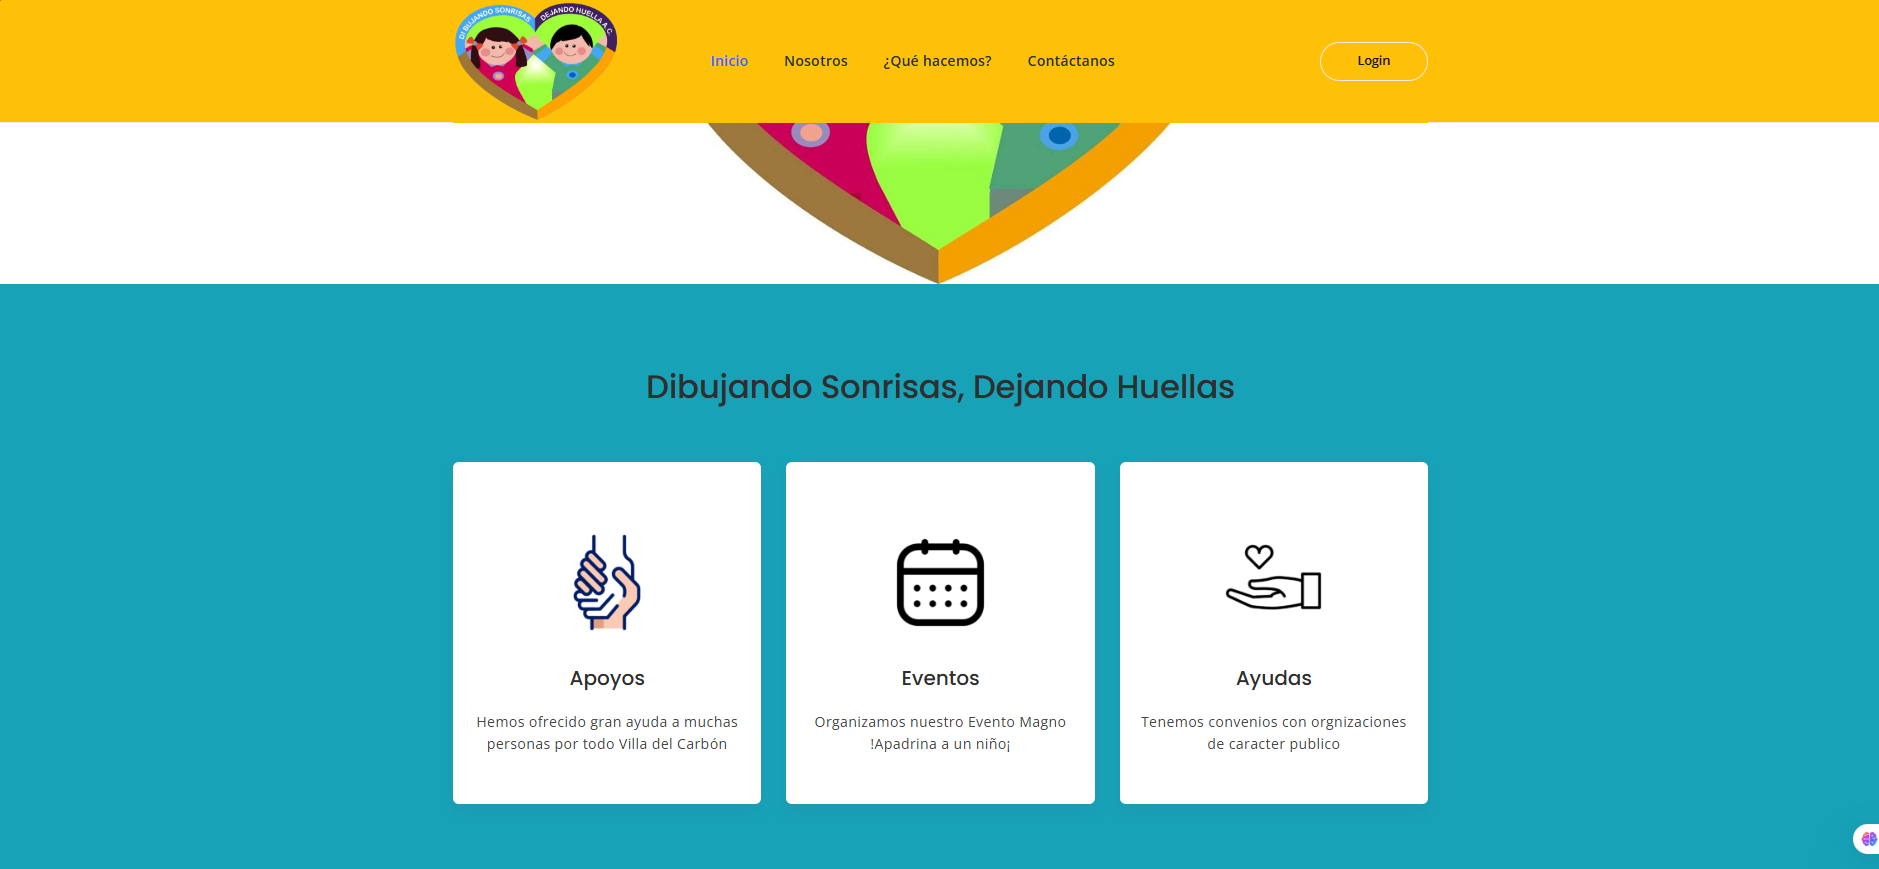 DIBUJANDO SONRISAS DEJANDO HUELLA A.C.
Inicio Nosotros ¿Qué hacemos? Contáctanos Login
Dibujando Sonrisas, Dejando Huellas
Apoyos
Hemos ofrecido gran ayuda a muchas
personas por todo Villa del Carbón
Eventos
Organizamos nuestro Evento Magno
!Apadrina a un niño¡
Ayudas
Tenemos convenios con orgnizaciones
de caracter publico